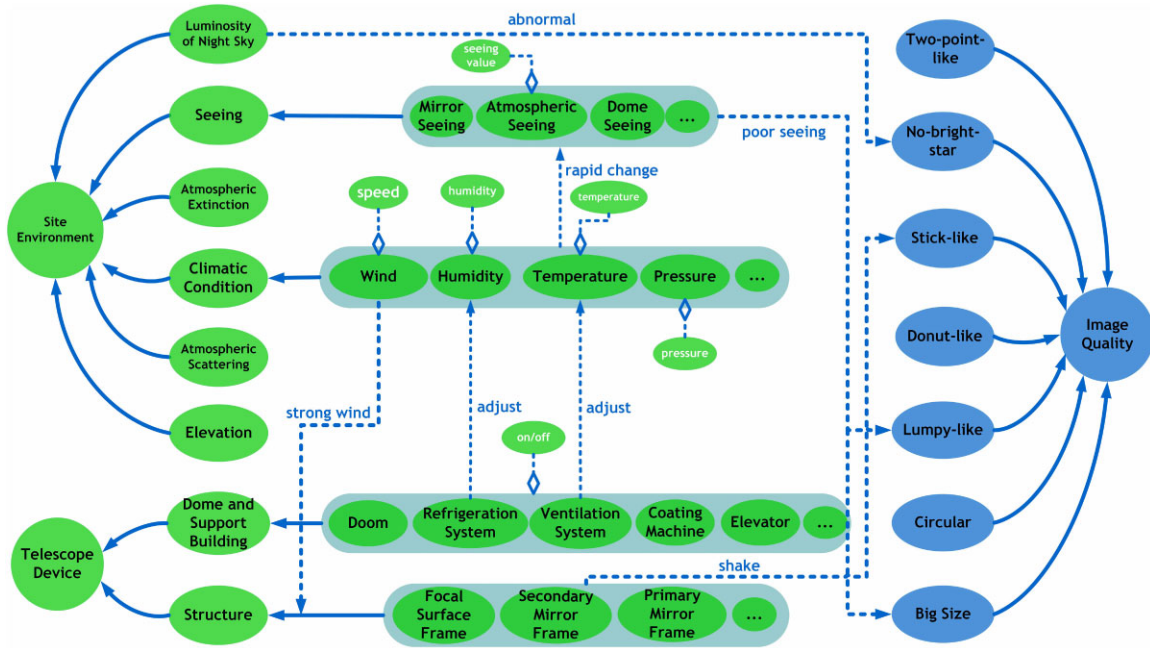 abnormal
Luminosity
of Night Sky
Two-point-
like
seeing
value
Seeing
Mirror
Seeing
Atmospheric
Seeing
Dome
Seeing
...
poor seeing
No-bright-
star
rapid change
Atmospheric
Extinction
speed
humidity
temperature
Site
Environment
Stick-like
Climatic
Condition
Wind
Humidity
Temperature
Pressure
...
Image
Quality
Donut-like
Atmospheric
Scattering
pressure
strong wind
adjust
adjust
Elevation
on/off
Lumpy-like
Dome and
Support
Building
Doom
Refrigeration
System
Ventilation
System
Coating
Machine
Elevator
...
Circular
Telescope
Device
shake
Structure
Focal
Surface
Frame
Secondary
Mirror
Frame
Primary
Mirror
Frame
...
Big Size